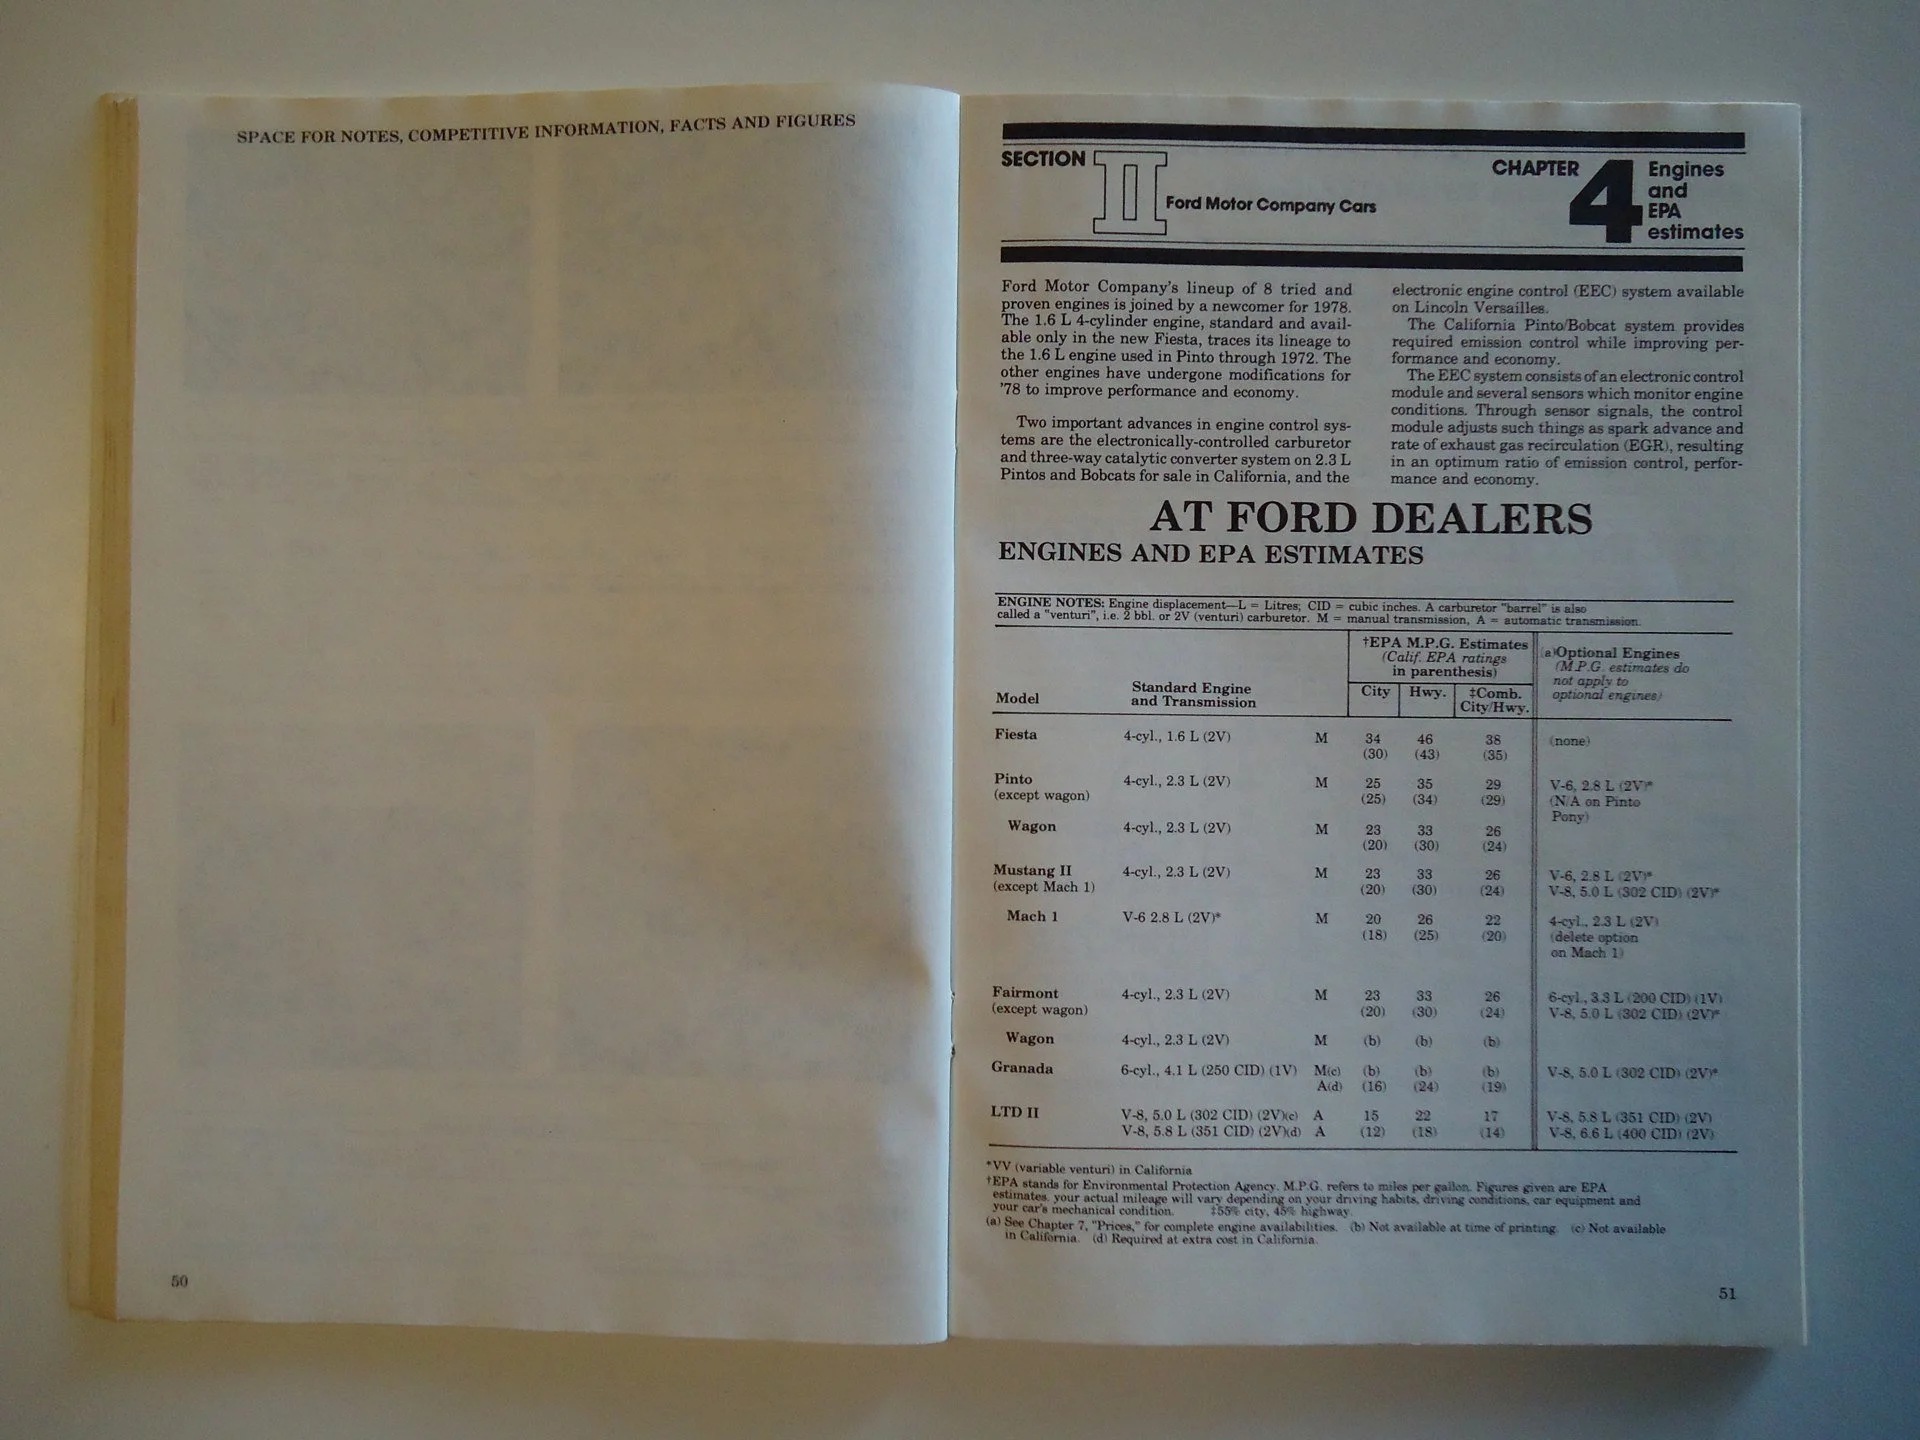 SPACE FOR NOTES, COMPETITIVE INFORMATION, FACTS AND FIGURES
50
SECTION II Ford Motor Company Cars
CHAPTER 4 Engines
and
EPA
estimates
Ford Motor Company's lineup of 8 tried and
proven engines is joined by a newcomer for 1978.
The 1.6 L 4-cylinder engine, standard and avail-
able only in the new Fiesta, traces its lineage to
the 1.6 L engine used in Pinto through 1972. The
other engines have undergone modifications for
'78 to improve performance and economy.
Two important advances in engine control sys-
tems are the electronically-controlled carburetor
and three-way catalytic converter system on 2.3 L
Pintos and Bobcats for sale in California, and the
electronic engine control (EEC) system available
on Lincoln Versailles.
The California Pinto/Bobcat system provides
required emission control while improving per-
formance and economy.
The EEC system consists of an electronic control
module and several sensors which monitor engine
conditions. Through sensor signals, the control
module adjusts such things as spark advance and
rate of exhaust gas recirculation (EGR), resulting
in an optimum ratio of emission control, perfor-
mance and economy.
AT FORD DEALERS
ENGINES AND EPA ESTIMATES
ENGINE NOTES: Engine displacement—L = Litres; CID = cubic inches. A carburetor "barrel" is also
called a "venturi", i.e. 2 bbl. or 2V (venturi) carburetor. M = manual transmission, A = automatic transmission.
†EPA M.P.G. Estimates
(Calif. EPA ratings
in parenthesis)
(a)Optional Engines
(M.P.G. estimates do
not apply to
optional engines)
Model
Standard Engine
and Transmission
City Hwy. ‡Comb.
City/Hwy.
Fiesta 4-cyl., 1.6 L (2V) M 34 46 38 (none)
(30) (43) (35)
Pinto 4-cyl., 2.3 L (2V) M 25 35 29 V-6, 2.8 L (2V)*
(except wagon) (25) (34) (29) (N/A on Pinto
Pony)
Wagon 4-cyl., 2.3 L (2V) M 23 33 26
(20) (30) (24)
Mustang II 4-cyl., 2.3 L (2V) M 23 33 26 V-6, 2.8 L (2V)*
(except Mach 1) (20) (30) (24) V-8, 5.0 L (302 CID) (2V)*
Mach 1 V-6 2.8 L (2V)* M 20 26 22 4-cyl., 2.3 L (2V)
(18) (25) (20) (delete option
on Mach 1)
Fairmont 4-cyl., 2.3 L (2V) M 23 33 26 6-cyl., 3.3 L (200 CID) (1V)
(except wagon) (20) (30) (24) V-8, 5.0 L (302 CID) (2V)*
Wagon 4-cyl., 2.3 L (2V) M (b) (b) (b)
Granada 6-cyl., 4.1 L (250 CID) (1V) M(c) (b) (b) (b) V-8, 5.0 L (302 CID) (2V)*
A(d) (16) (24) (19)
LTD II V-8, 5.0 L (302 CID) (2V)(c) A 15 22 17 V-8, 5.8 L (351 CID) (2V)
V-8, 5.8 L (351 CID) (2V)(d) A (12) (18) (14) V-8, 6.6 L (400 CID) (2V)
*VV (variable venturi) in California
†EPA stands for Environmental Protection Agency. M.P.G. refers to miles per gallon. Figures given are EPA
estimates. your actual mileage will vary depending on your driving habits, driving conditions, car equipment and
your car's mechanical condition. ‡55% city, 45% highway.
(a) See Chapter 7, "Prices," for complete engine availabilities. (b) Not available at time of printing. (c) Not available
in California. (d) Required at extra cost in California.
51